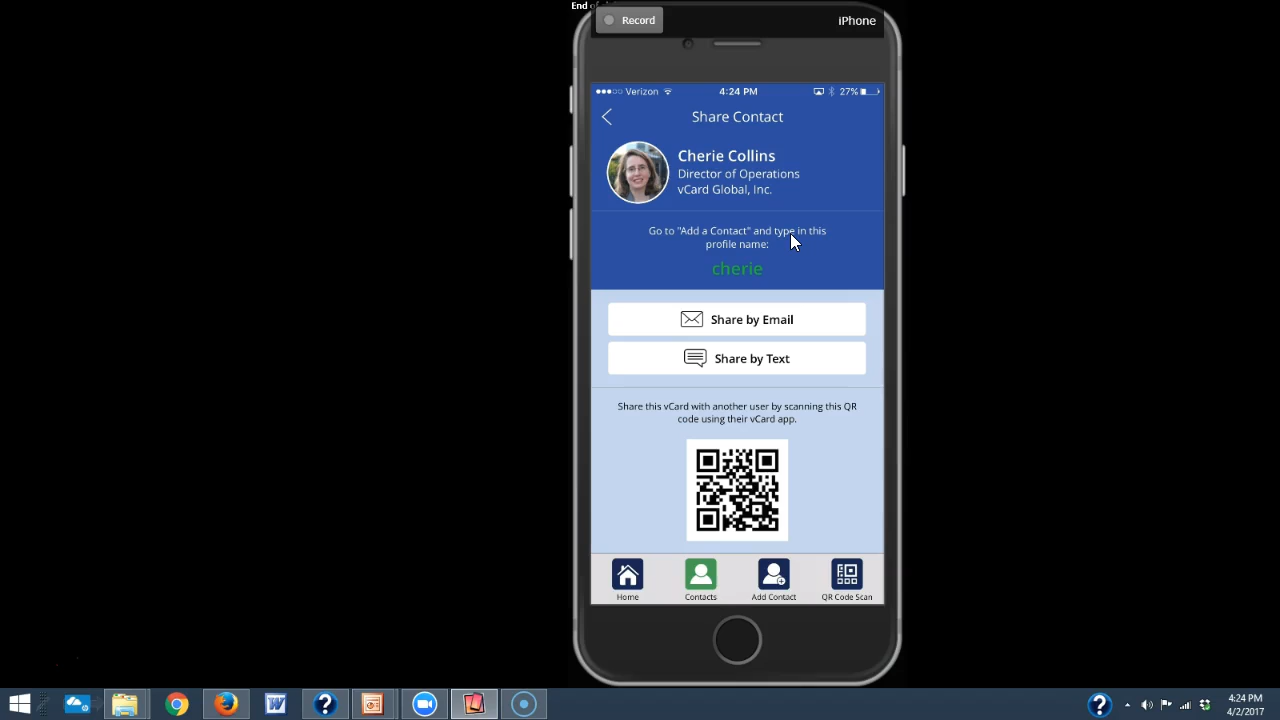 End of
Record
iPhone
Verizon
4:24 PM
27%
Share Contact
Cherie Collins
Director of Operations
vCard Global, Inc.
Go to "Add a Contact" and type in this
profile name:
cherie
Share by Email
Share by Text
Share this vCard with another user by scanning this QR
code using their vCard app.
Home
Contacts
Add Contact
QR Code Scan
4:24 PM
4/2/2017